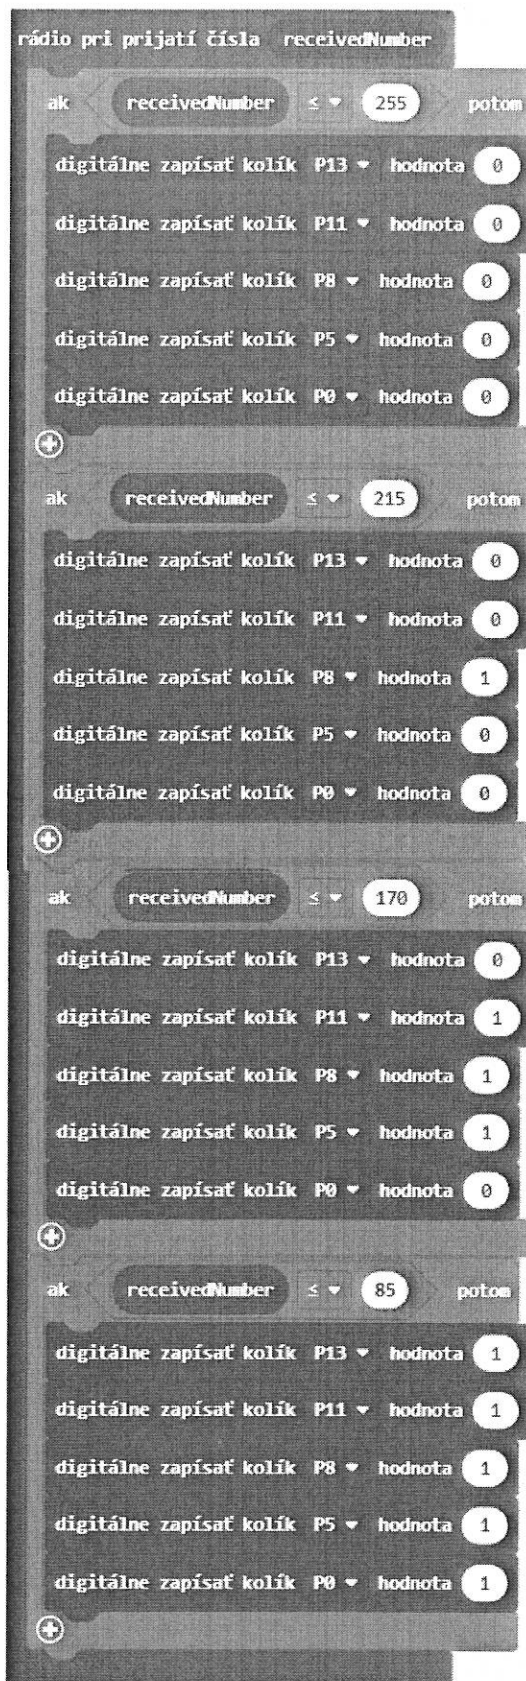 rádio pri prijatí čísla receivedNumber
ak receivedNumber ≤ 255 potom
digitálne zapísať kolík P13 hodnota 0
digitálne zapísať kolík P11 hodnota 0
digitálne zapísať kolík P8 hodnota 0
digitálne zapísať kolík P5 hodnota 0
digitálne zapísať kolík P0 hodnota 0
ak receivedNumber ≤ 215 potom
digitálne zapísať kolík P13 hodnota 0
digitálne zapísať kolík P11 hodnota 0
digitálne zapísať kolík P8 hodnota 1
digitálne zapísať kolík P5 hodnota 0
digitálne zapísať kolík P0 hodnota 0
ak receivedNumber ≤ 170 potom
digitálne zapísať kolík P13 hodnota 0
digitálne zapísať kolík P11 hodnota 1
digitálne zapísať kolík P8 hodnota 1
digitálne zapísať kolík P5 hodnota 1
digitálne zapísať kolík P0 hodnota 0
ak receivedNumber ≤ 85 potom
digitálne zapísať kolík P13 hodnota 1
digitálne zapísať kolík P11 hodnota 1
digitálne zapísať kolík P8 hodnota 1
digitálne zapísať kolík P5 hodnota 1
digitálne zapísať kolík P0 hodnota 1